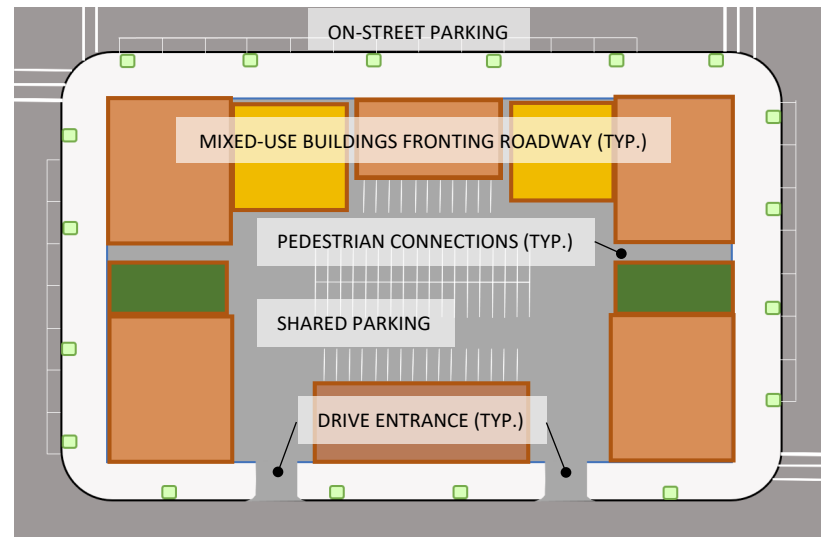 ON-STREET PARKING
MIXED-USE BUILDINGS FRONTING ROADWAY (TYP.)
PEDESTRIAN CONNECTIONS (TYP.)
SHARED PARKING
DRIVE ENTRANCE (TYP.)